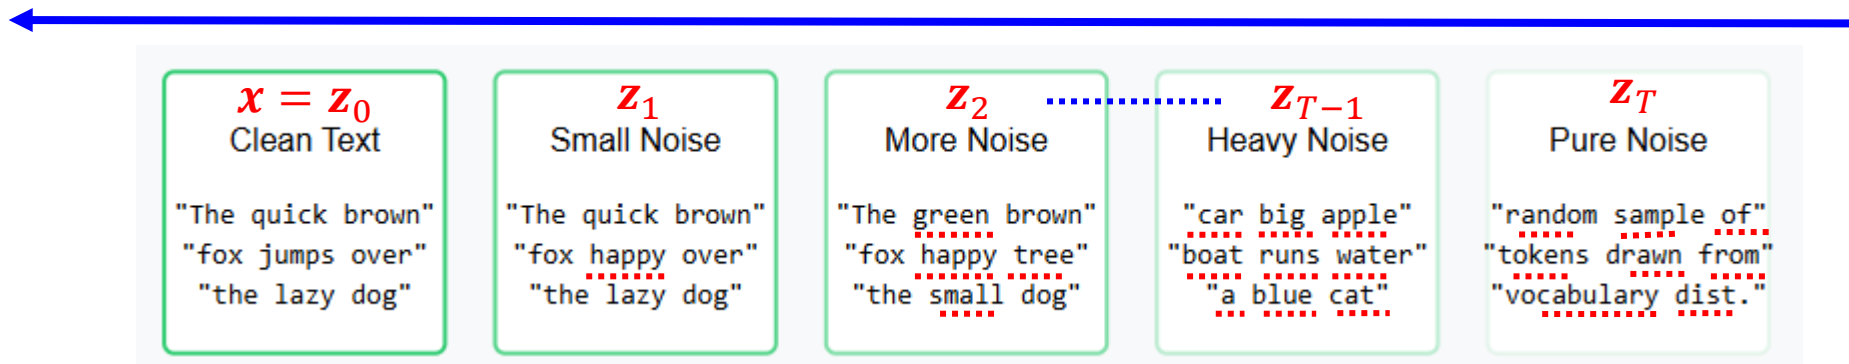 x = z₀
Clean Text
"The quick brown"
"fox jumps over"
"the lazy dog"
z₁
Small Noise
"The quick brown"
"fox happy over"
"the lazy dog"
z₂
More Noise
"The green brown"
"fox happy tree"
"the small dog"
z_{T−1}
Heavy Noise
"car big apple"
"boat runs water"
"a blue cat"
z_T
Pure Noise
"random sample of"
"tokens drawn from"
"vocabulary dist."